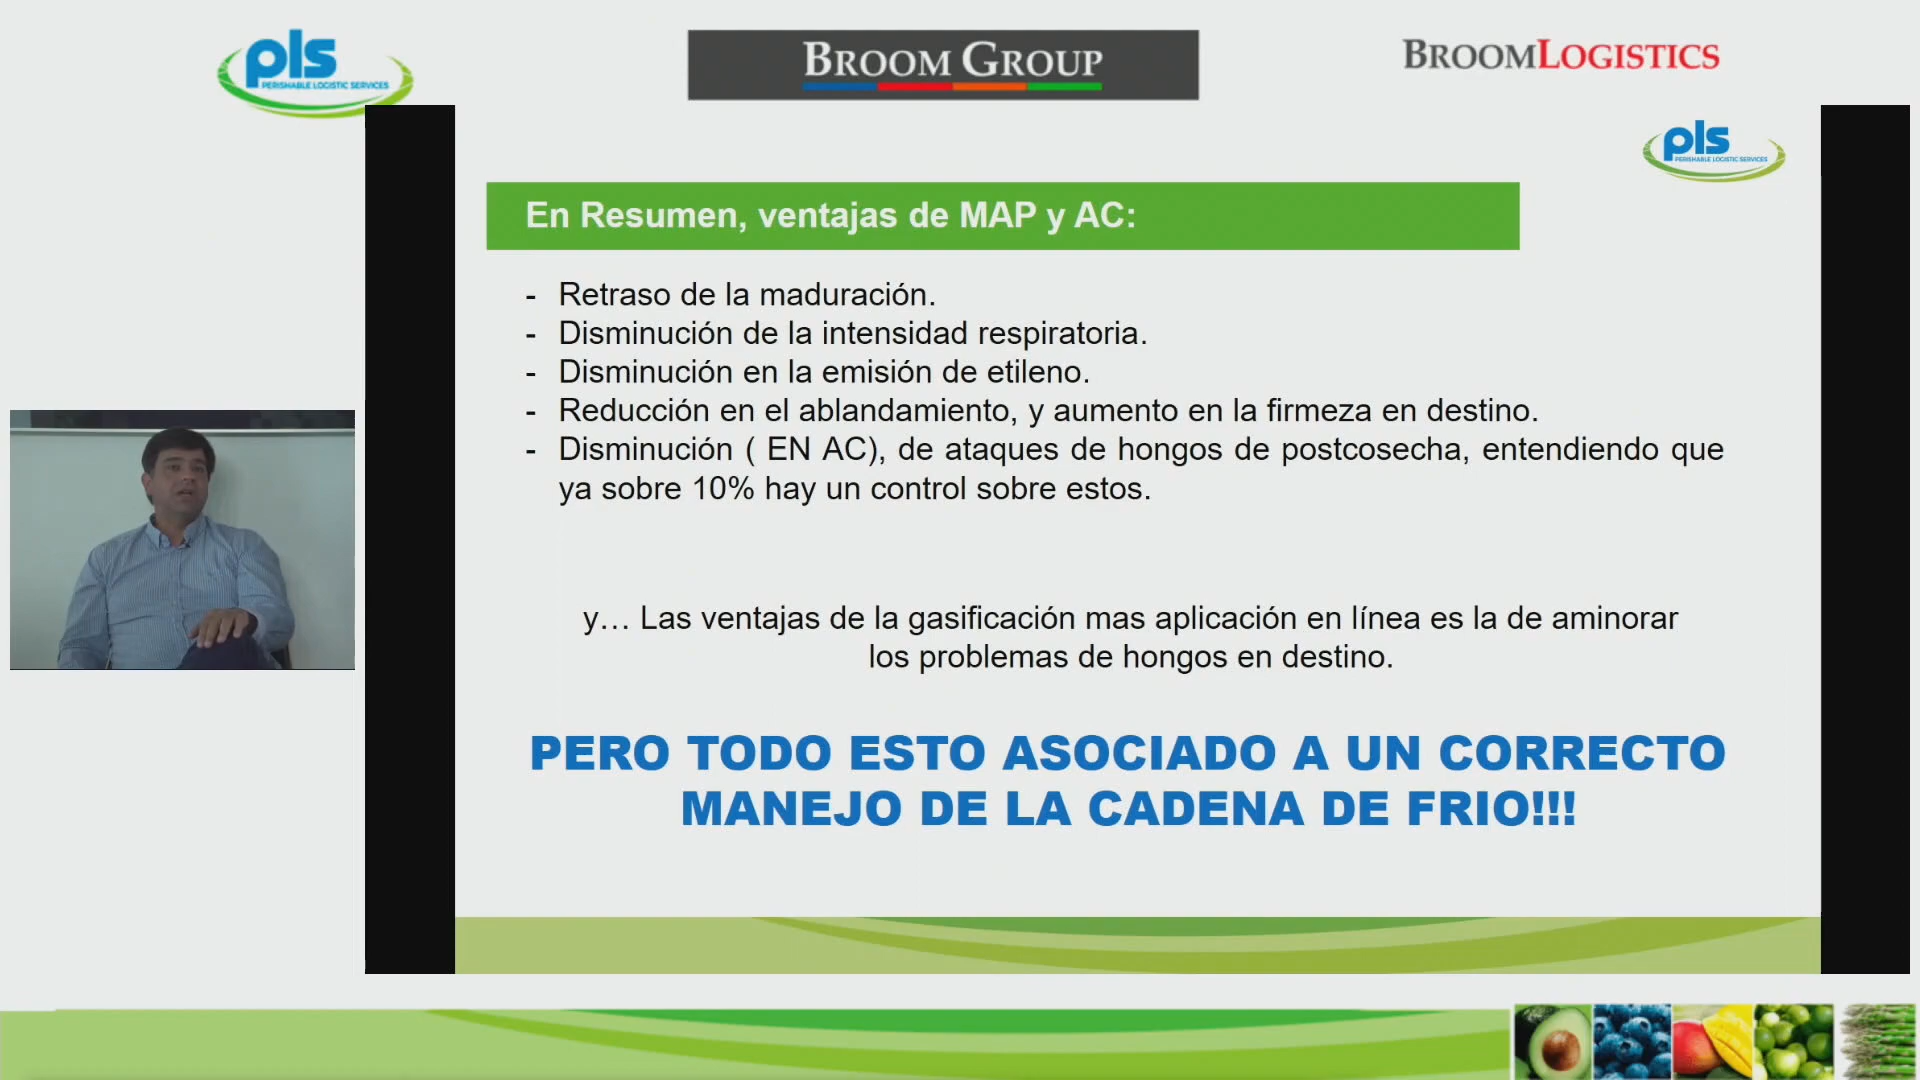 pls
PERISHABLE LOGISTIC SERVICES
BROOM GROUP
BROOMLOGISTICS
pls
PERISHABLE LOGISTIC SERVICES
En Resumen, ventajas de MAP y AC:
- Retraso de la maduración.
- Disminución de la intensidad respiratoria.
- Disminución en la emisión de etileno.
- Reducción en el ablandamiento, y aumento en la firmeza en destino.
- Disminución ( EN AC), de ataques de hongos de postcosecha, entendiendo que
ya sobre 10% hay un control sobre estos.
y… Las ventajas de la gasificación mas aplicación en línea es la de aminorar
los problemas de hongos en destino.
PERO TODO ESTO ASOCIADO A UN CORRECTO
MANEJO DE LA CADENA DE FRIO!!!